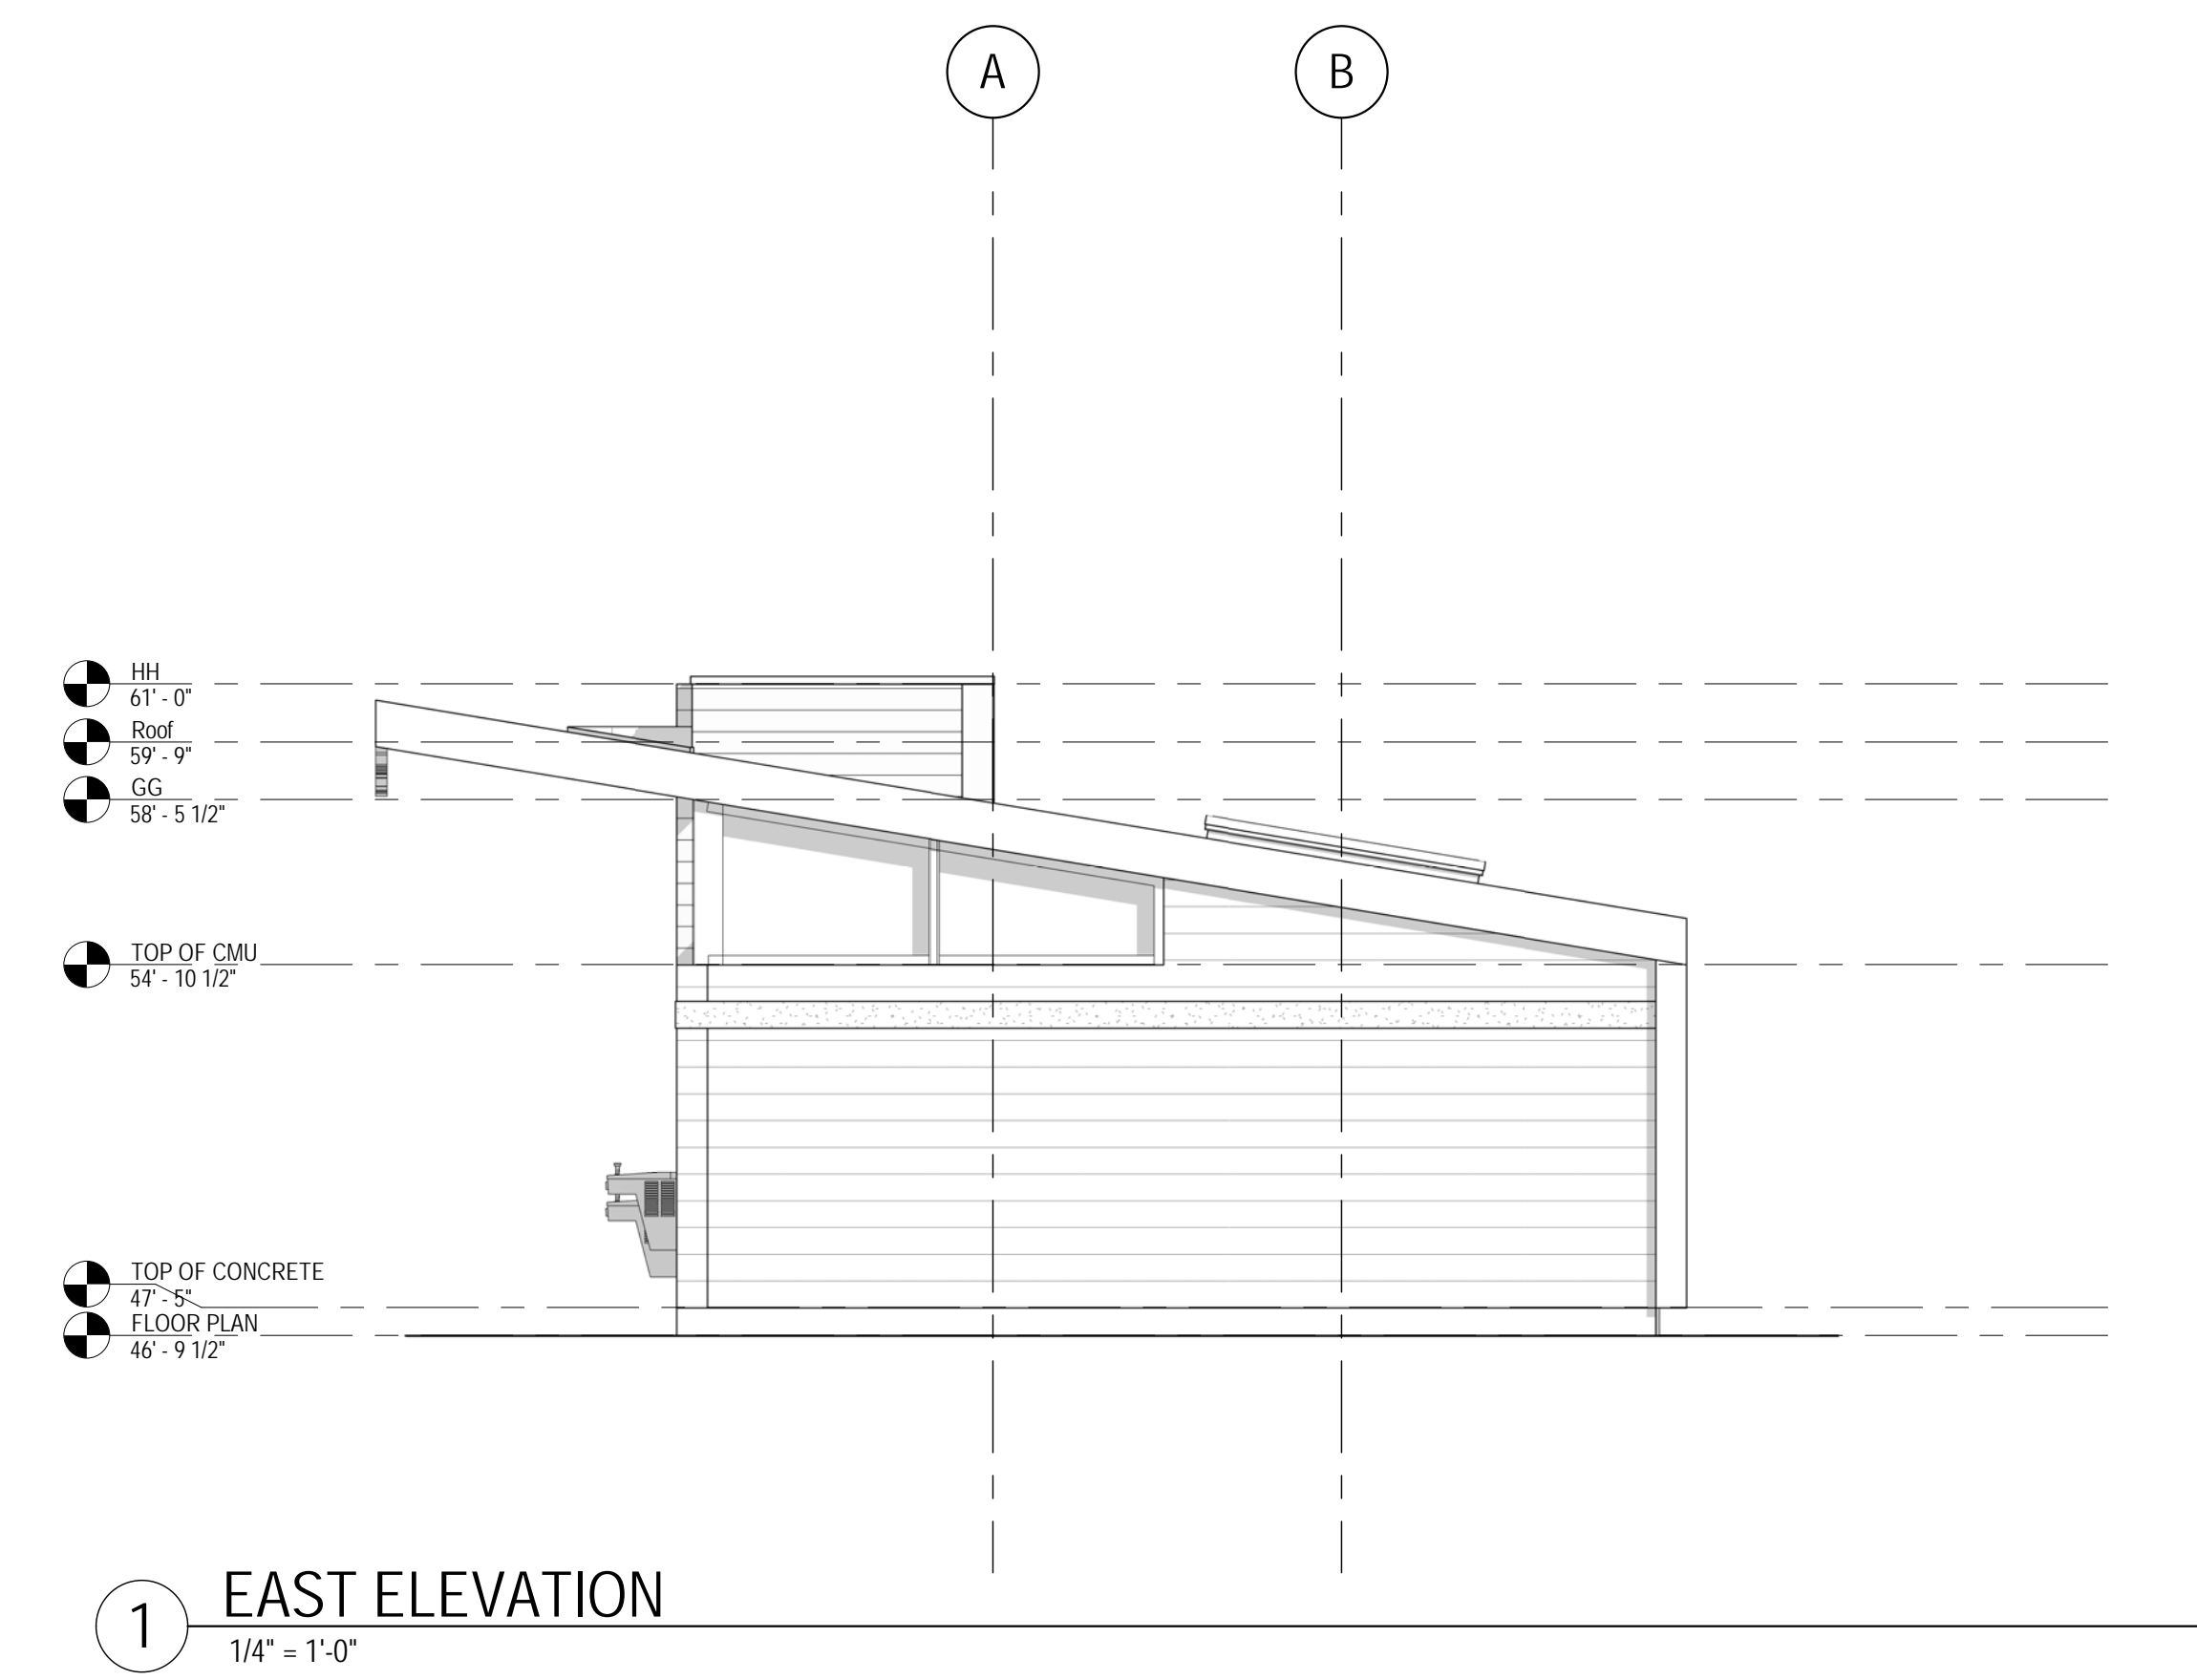 A
B
HH
61' - 0"
Roof
59' - 9"
GG
58' - 5 1/2"
TOP OF CMU
54' - 10 1/2"
TOP OF CONCRETE
47' - 5"
FLOOR PLAN
46' - 9 1/2"
1
EAST ELEVATION
1/4" = 1'-0"